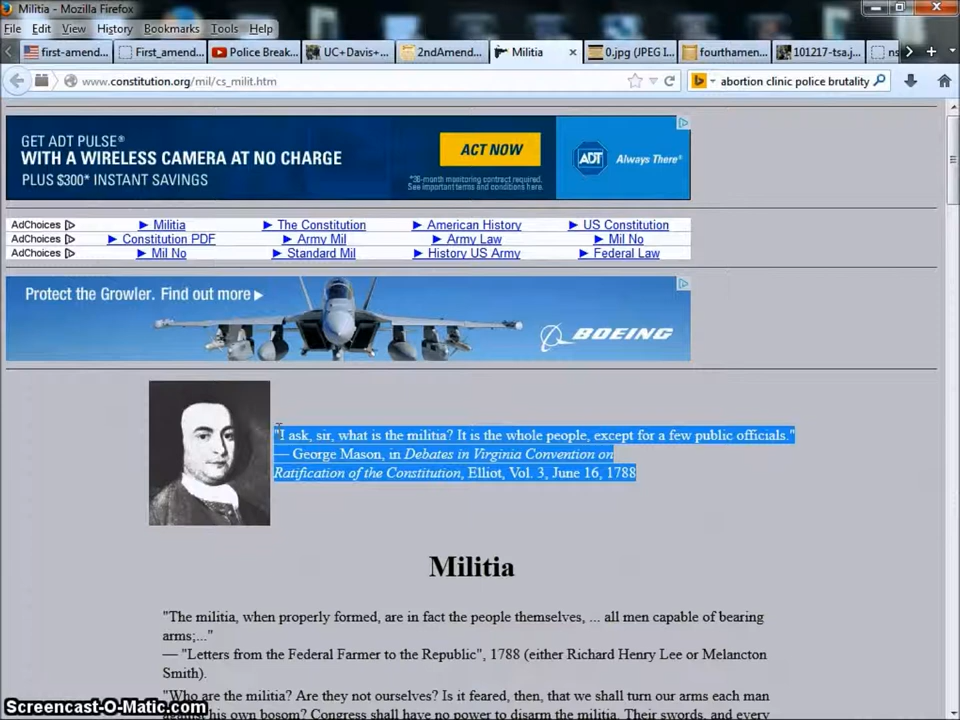 Militia - Mozilla Firefox
File Edit View History Bookmarks Tools Help
first-amend... First_amend... Police Break... UC+Davis+... 2ndAmend... Militia × 0.jpg (JPEG I... fourthamen... 101217-tsa.j...
www.constitution.org/mil/cs_milit.htm abortion clinic police brutality
GET ADT PULSE®
WITH A WIRELESS CAMERA AT NO CHARGE
PLUS $300* INSTANT SAVINGS
ACT NOW
*36-month monitoring contract required.
See important terms and conditions here.
ADT Always There®
AdChoices ► Militia ► The Constitution ► American History ► US Constitution
AdChoices ► Constitution PDF ► Army Mil ► Army Law ► Mil No
AdChoices ► Mil No ► Standard Mil ► History US Army ► Federal Law
Protect the Growler. Find out more ►
BOEING
"I ask, sir, what is the militia? It is the whole people, except for a few public officials."
— George Mason, in Debates in Virginia Convention on
Ratification of the Constitution, Elliot, Vol. 3, June 16, 1788
Militia
"The militia, when properly formed, are in fact the people themselves, ... all men capable of bearing
arms;..."
— "Letters from the Federal Farmer to the Republic", 1788 (either Richard Henry Lee or Melancton
Smith).
"Who are the militia? Are they not ourselves? Is it feared, then, that we shall turn our arms each man
against his own bosom? Congress shall have no power to disarm the militia. Their swords, and every
Screencast-O-Matic.com